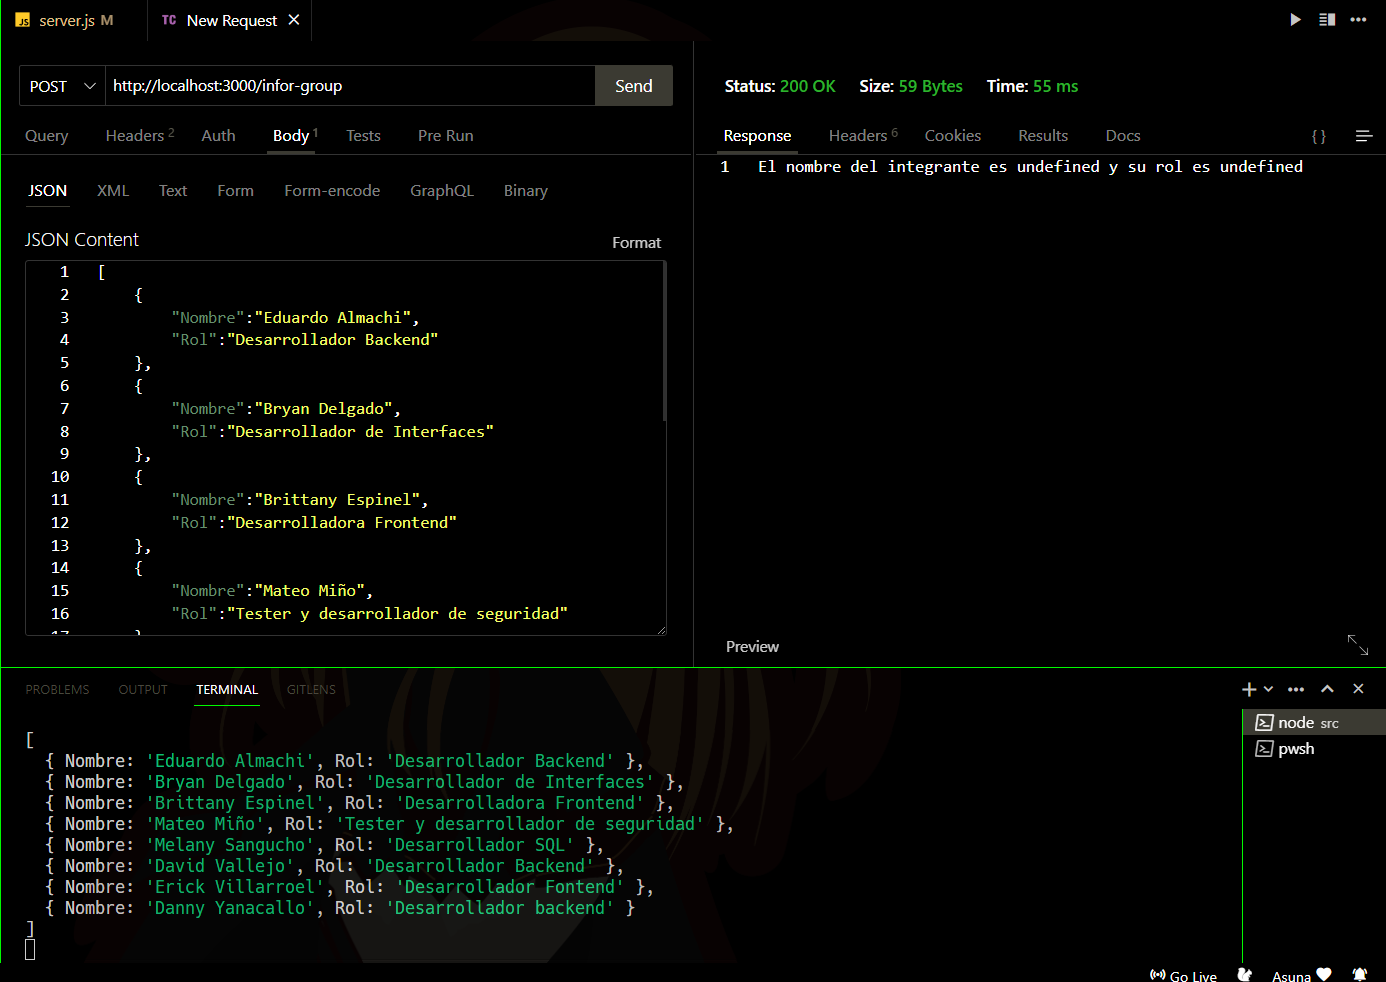 server.js M
TC New Request
POST http://localhost:3000/infor-group Send
Status: 200 OK Size: 59 Bytes Time: 55 ms
Query Headers 2 Auth Body 1 Tests Pre Run
Response Headers 6 Cookies Results Docs { }
1 El nombre del integrante es undefined y su rol es undefined
JSON XML Text Form Form-encode GraphQL Binary
JSON Content Format
1 [
2 {
3 "Nombre":"Eduardo Almachi",
4 "Rol":"Desarrollador Backend"
5 },
6 {
7 "Nombre":"Bryan Delgado",
8 "Rol":"Desarrollador de Interfaces"
9 },
10 {
11 "Nombre":"Brittany Espinel",
12 "Rol":"Desarrolladora Frontend"
13 },
14 {
15 "Nombre":"Mateo Miño",
16 "Rol":"Tester y desarrollador de seguridad"
17 }
Preview
PROBLEMS OUTPUT TERMINAL GITLENS
node src
pwsh
[
{ Nombre: 'Eduardo Almachi', Rol: 'Desarrollador Backend' },
{ Nombre: 'Bryan Delgado', Rol: 'Desarrollador de Interfaces' },
{ Nombre: 'Brittany Espinel', Rol: 'Desarrolladora Frontend' },
{ Nombre: 'Mateo Miño', Rol: 'Tester y desarrollador de seguridad' },
{ Nombre: 'Melany Sangucho', Rol: 'Desarrollador SQL' },
{ Nombre: 'David Vallejo', Rol: 'Desarrollador Backend' },
{ Nombre: 'Erick Villarroel', Rol: 'Desarrollador Fontend' },
{ Nombre: 'Danny Yanacallo', Rol: 'Desarrollador backend' }
]
Go Live Asuna